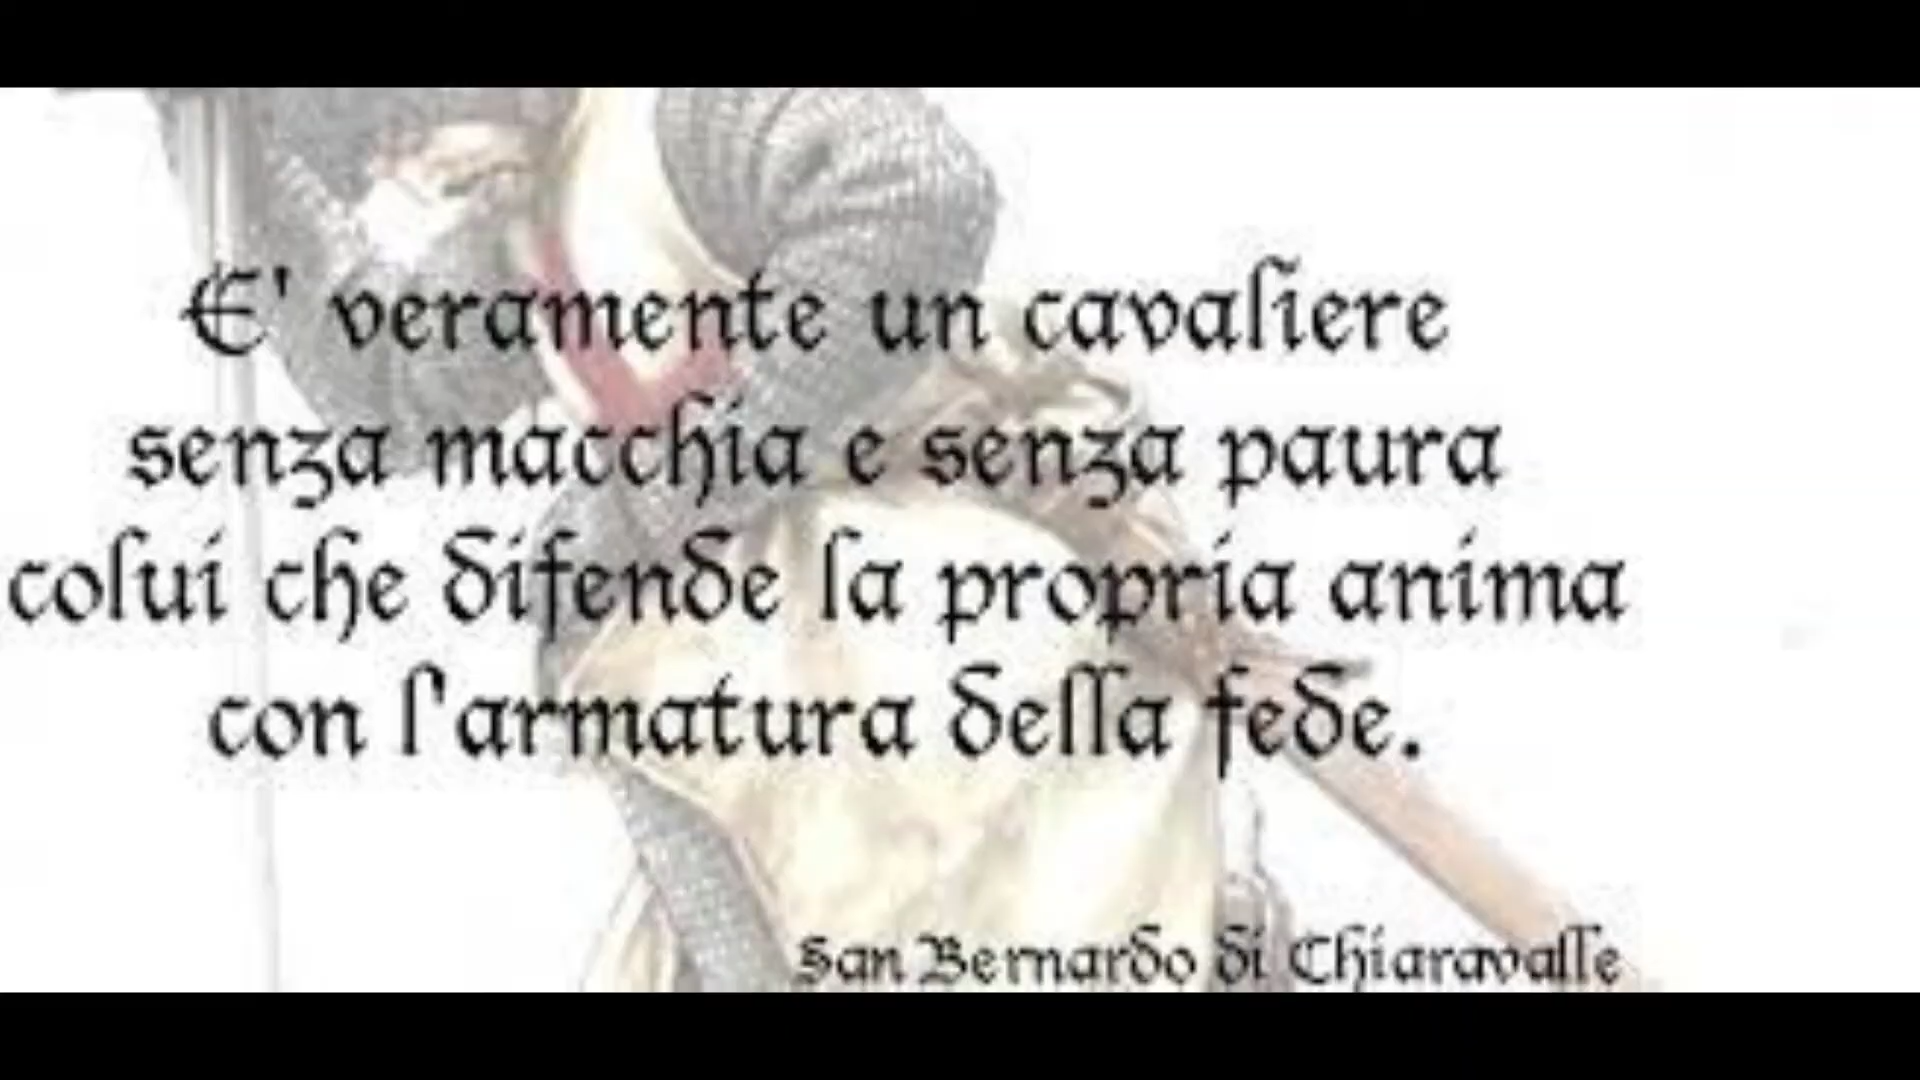 E' veramente un cavaliere
senza macchia e senza paura
colui che difende la propria anima
con l'armatura della fede.
San Bernardo di Chiaravalle